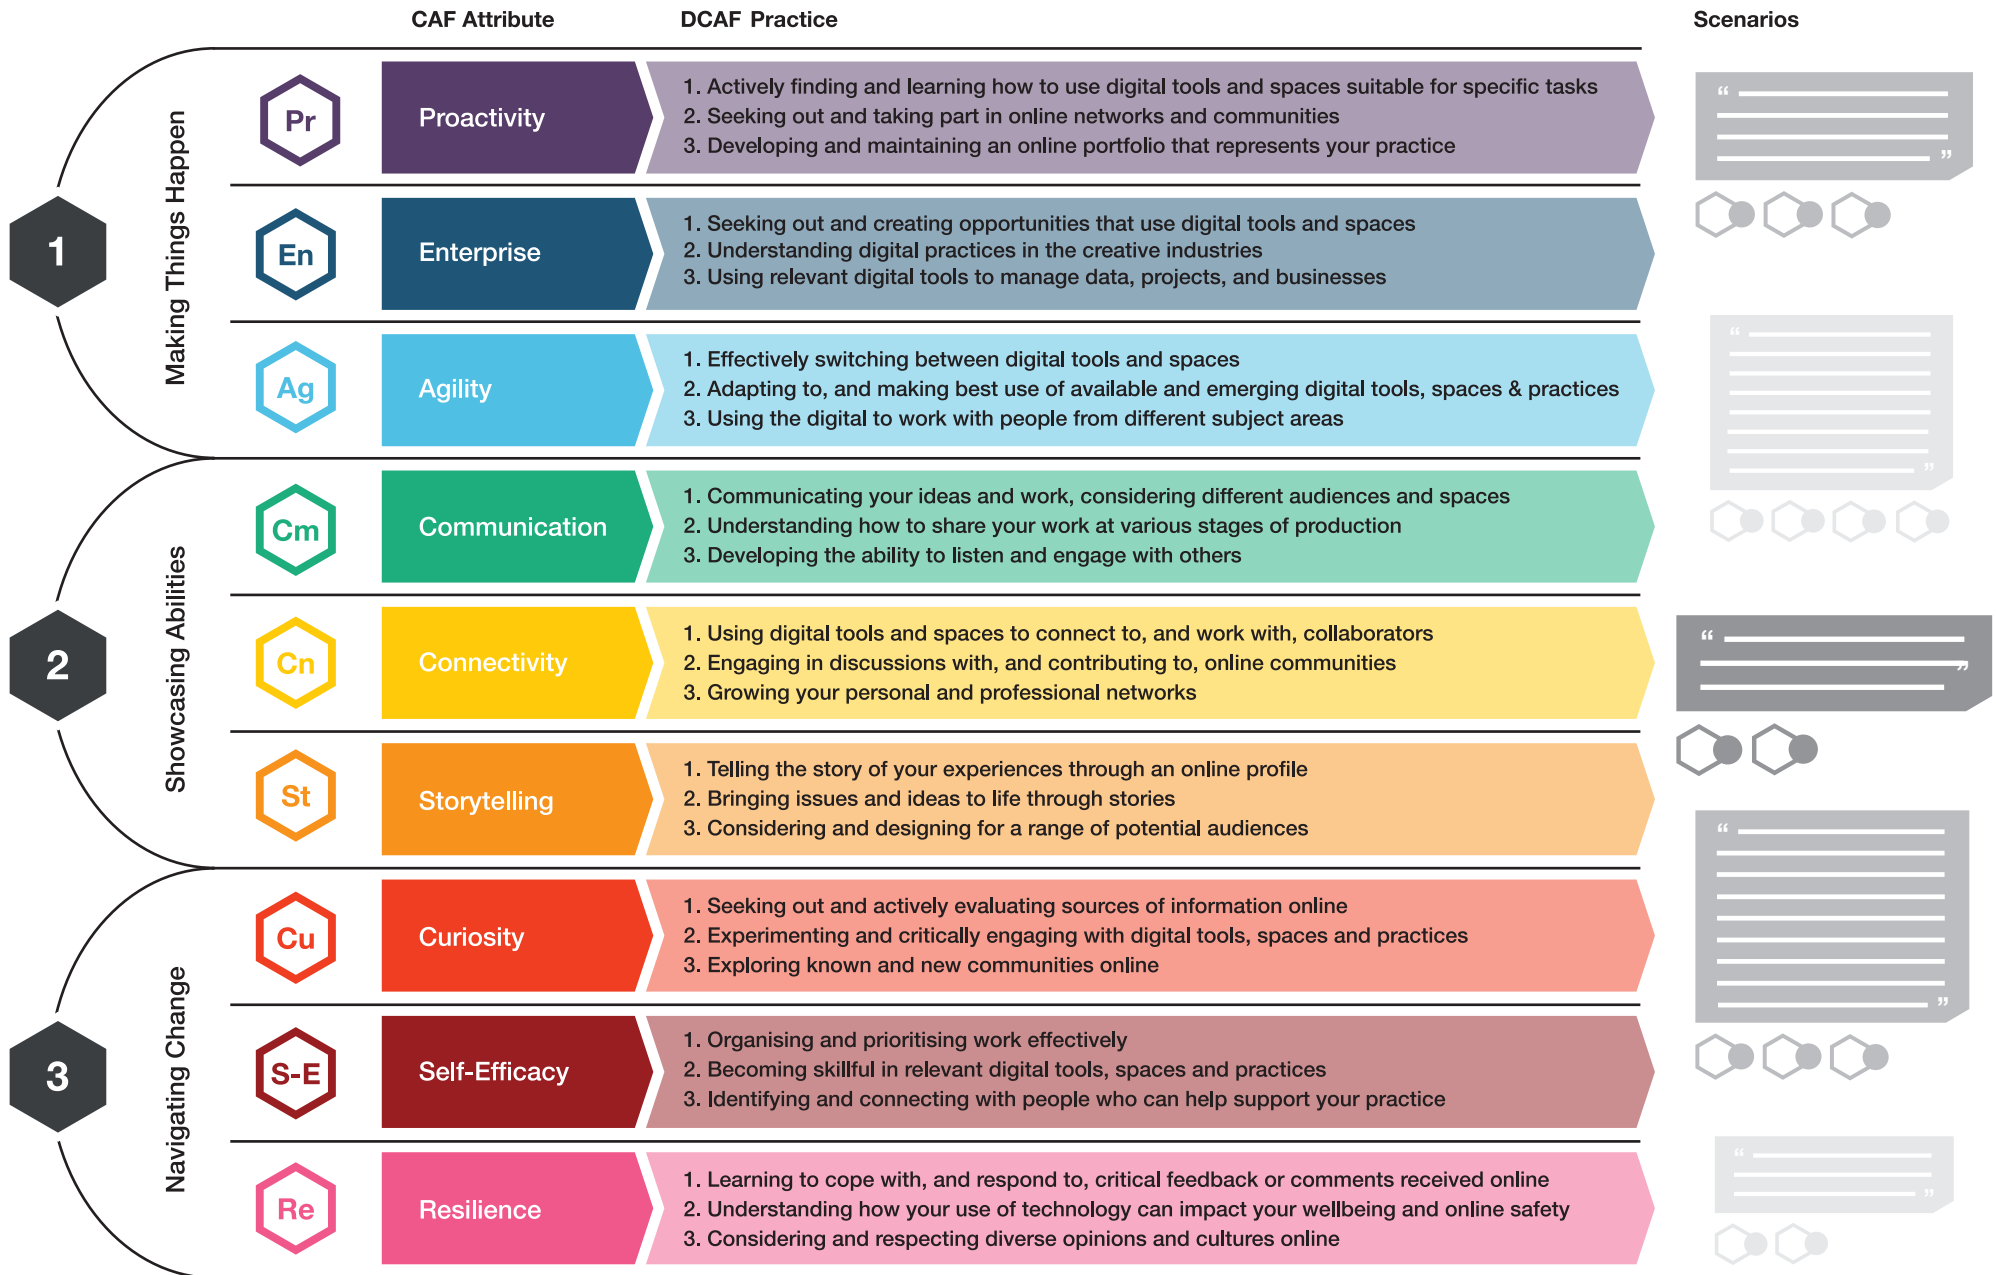 CAF Attribute
DCAF Practice
Scenarios
1
Making Things Happen
Pr
Proactivity
1. Actively finding and learning how to use digital tools and spaces suitable for specific tasks
2. Seeking out and taking part in online networks and communities
3. Developing and maintaining an online portfolio that represents your practice
En
Enterprise
1. Seeking out and creating opportunities that use digital tools and spaces
2. Understanding digital practices in the creative industries
3. Using relevant digital tools to manage data, projects, and businesses
Ag
Agility
1. Effectively switching between digital tools and spaces
2. Adapting to, and making best use of available and emerging digital tools, spaces & practices
3. Using the digital to work with people from different subject areas
2
Showcasing Abilities
Cm
Communication
1. Communicating your ideas and work, considering different audiences and spaces
2. Understanding how to share your work at various stages of production
3. Developing the ability to listen and engage with others
Cn
Connectivity
1. Using digital tools and spaces to connect to, and work with, collaborators
2. Engaging in discussions with, and contributing to, online communities
3. Growing your personal and professional networks
St
Storytelling
1. Telling the story of your experiences through an online profile
2. Bringing issues and ideas to life through stories
3. Considering and designing for a range of potential audiences
3
Navigating Change
Cu
Curiosity
1. Seeking out and actively evaluating sources of information online
2. Experimenting and critically engaging with digital tools, spaces and practices
3. Exploring known and new communities online
S-E
Self-Efficacy
1. Organising and prioritising work effectively
2. Becoming skillful in relevant digital tools, spaces and practices
3. Identifying and connecting with people who can help support your practice
Re
Resilience
1. Learning to cope with, and respond to, critical feedback or comments received online
2. Understanding how your use of technology can impact your wellbeing and online safety
3. Considering and respecting diverse opinions and cultures online